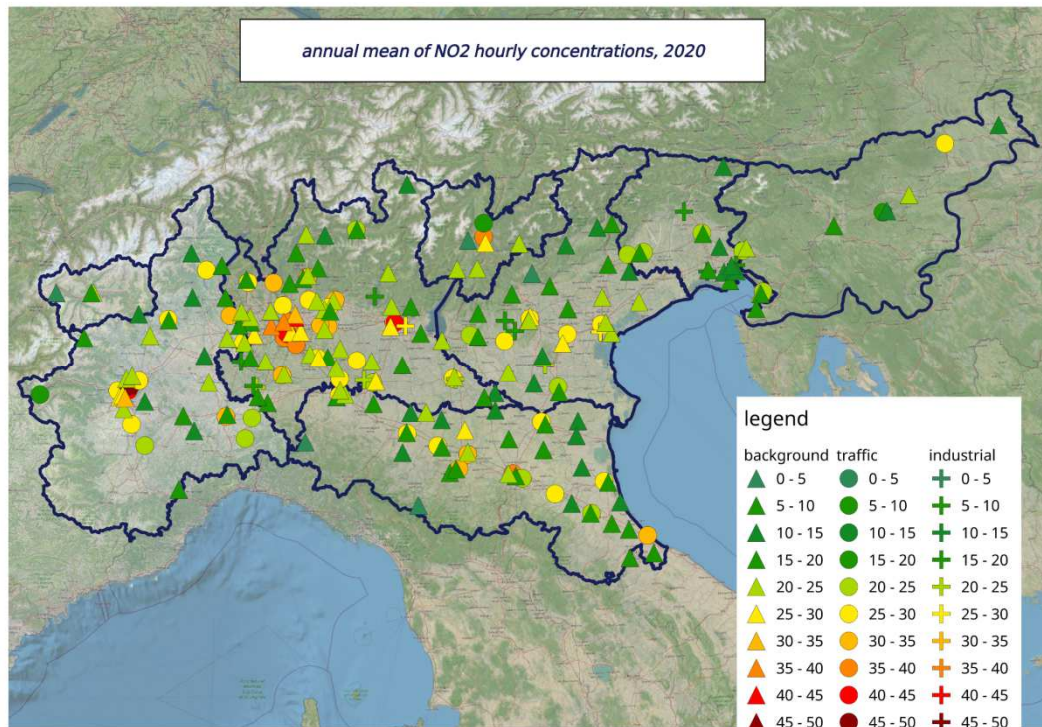 annual mean of NO2 hourly concentrations, 2020
legend
background traffic industrial
0 - 5 0 - 5 0 - 5
5 - 10 5 - 10 5 - 10
10 - 15 10 - 15 10 - 15
15 - 20 15 - 20 15 - 20
20 - 25 20 - 25 20 - 25
25 - 30 25 - 30 25 - 30
30 - 35 30 - 35 30 - 35
35 - 40 35 - 40 35 - 40
40 - 45 40 - 45 40 - 45
45 - 50 45 - 50 45 - 50